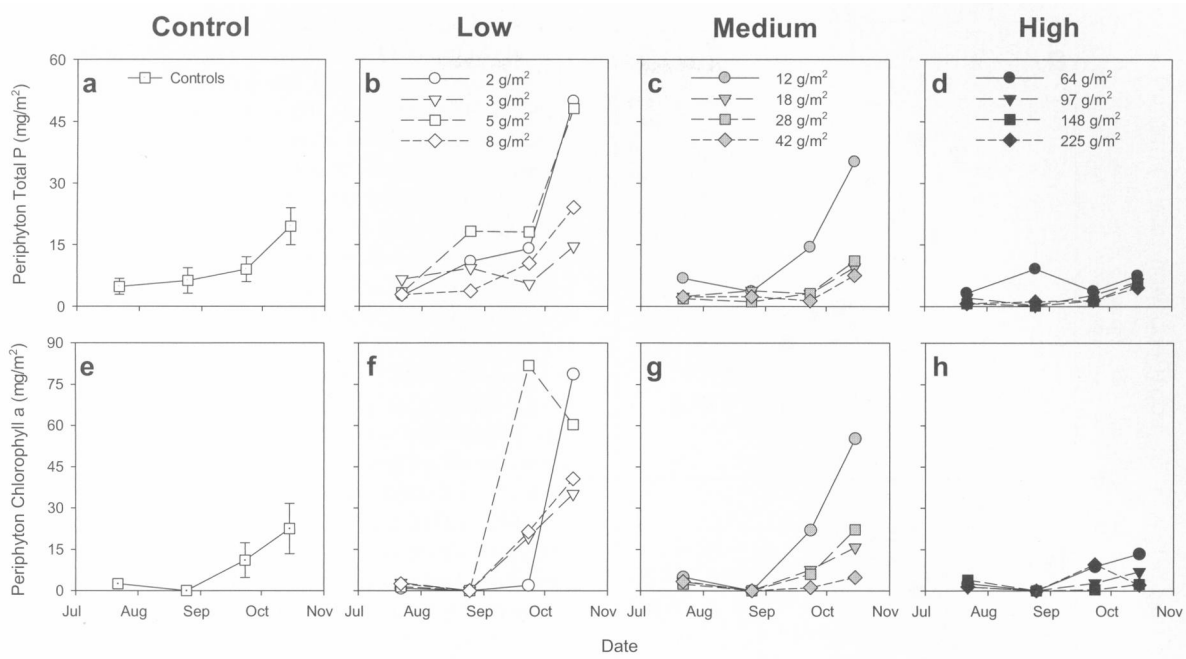 Control Low Medium High
Periphyton Total P (mg/m²)
60
45
30
15
0
a
Controls
b
2 g/m²
3 g/m²
5 g/m²
8 g/m²
c
12 g/m²
18 g/m²
28 g/m²
42 g/m²
d
64 g/m²
97 g/m²
148 g/m²
225 g/m²
Periphyton Chlorophyll a (mg/m²)
90
75
60
45
30
15
0
e
f
g
h
Jul Aug Sep Oct Nov
Jul Aug Sep Oct Nov
Jul Aug Sep Oct Nov
Jul Aug Sep Oct Nov
Date